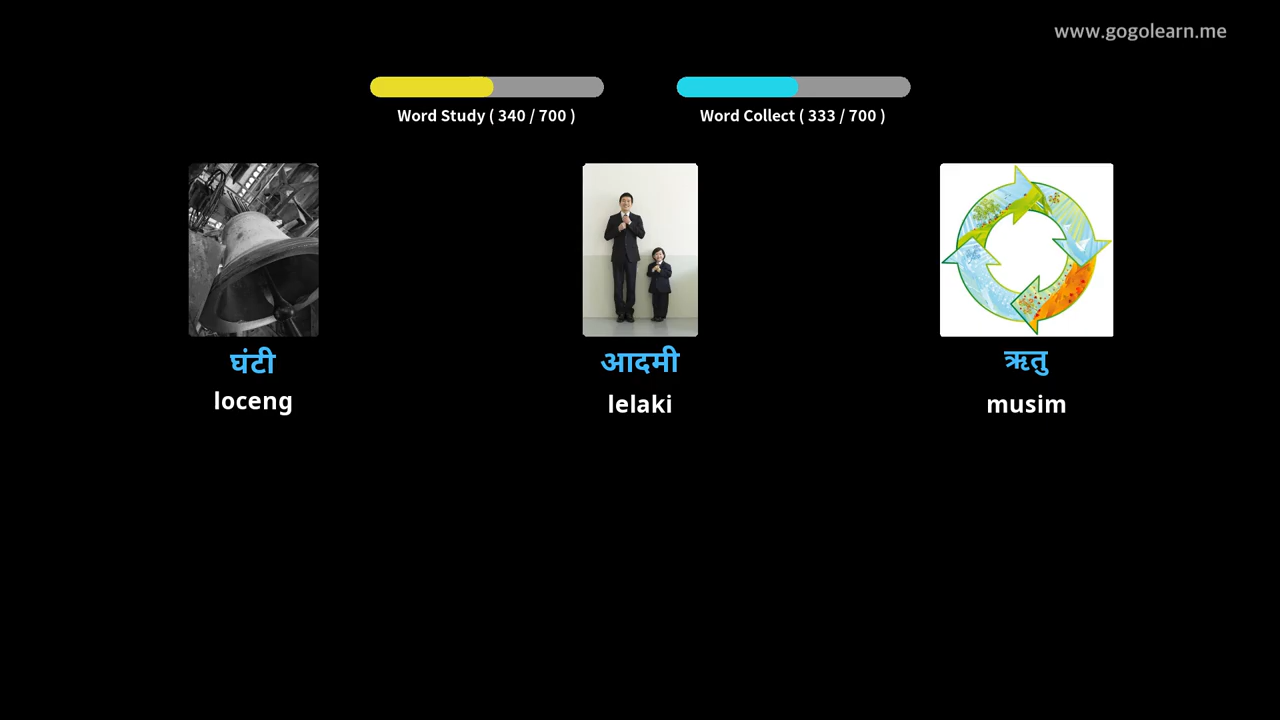 www.gogolearn.me
Word Study ( 340 / 700 )
Word Collect ( 333 / 700 )
घंटी
आदमी
ऋतु
loceng
lelaki
musim